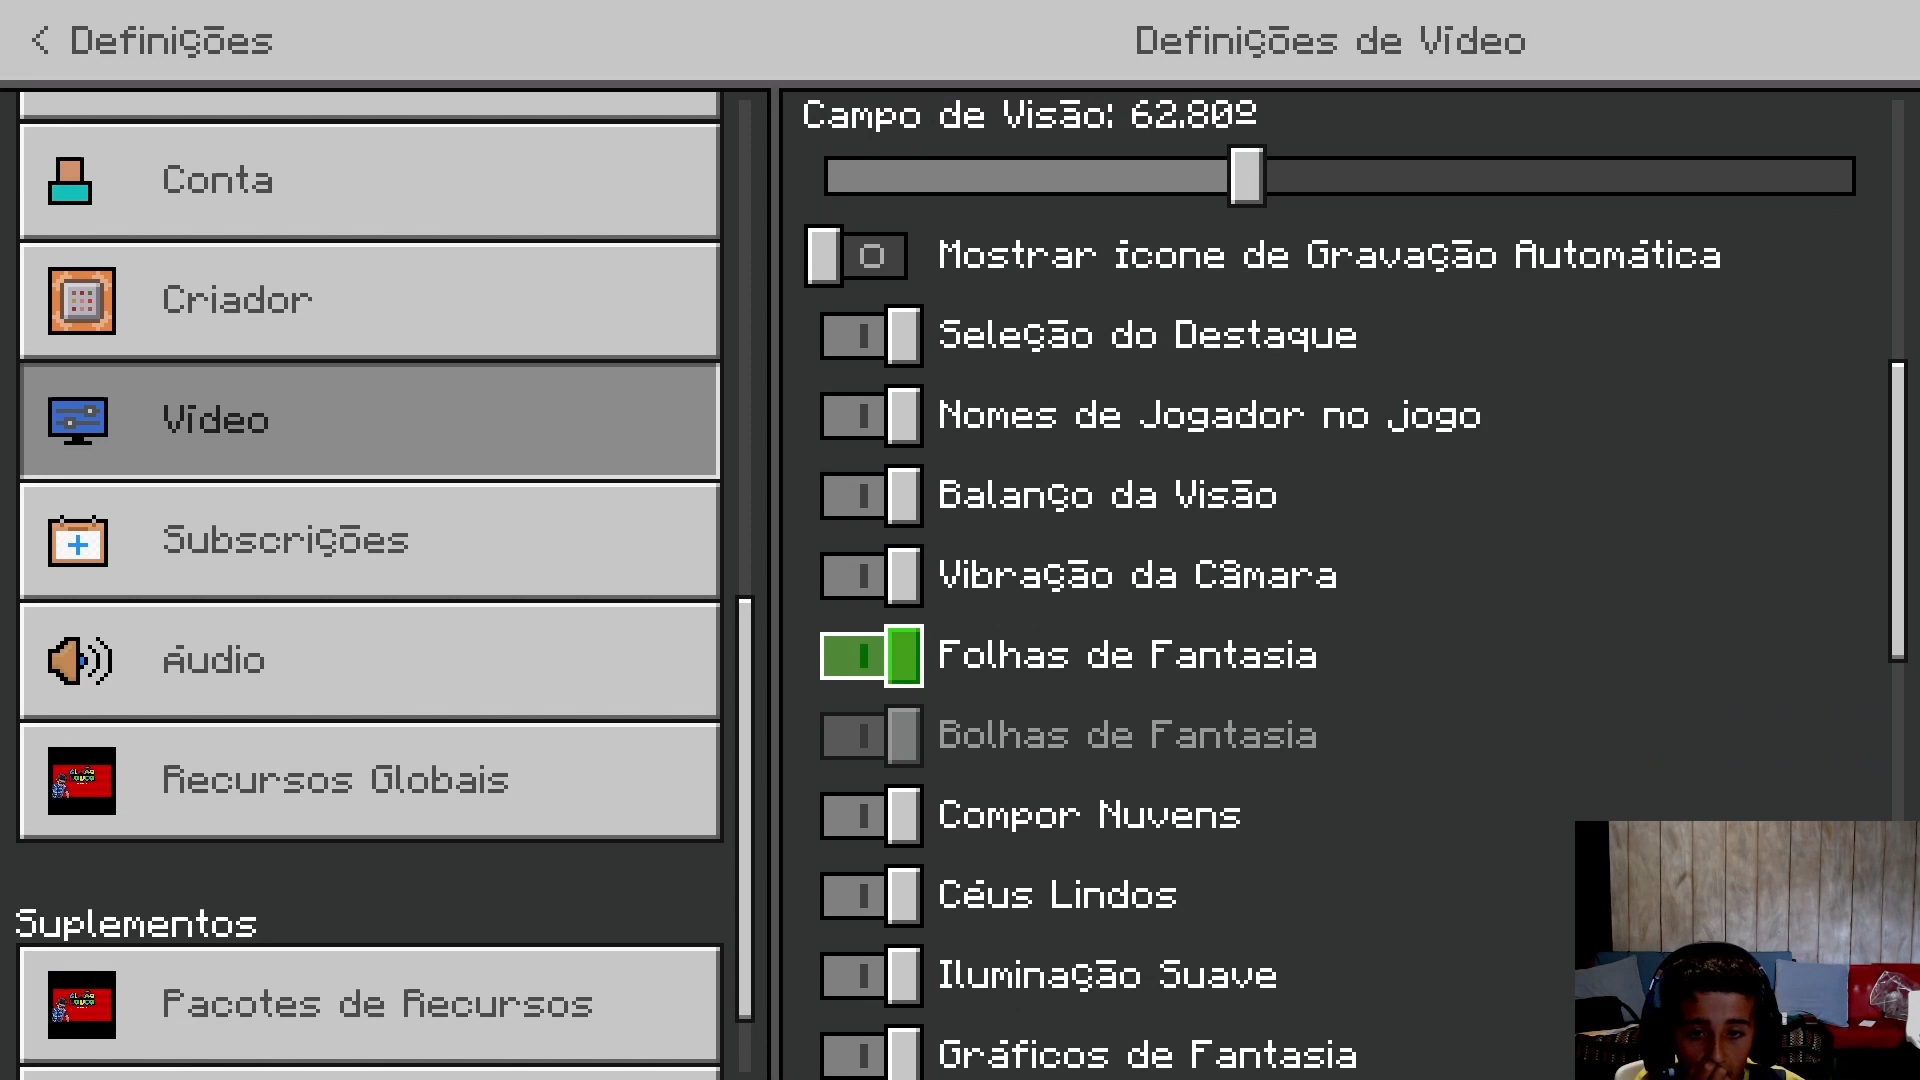 < Definições
Definições de Vídeo
Conta
Criador
Vídeo
Subscrições
Áudio
Recursos Globais
Suplementos
Pacotes de Recursos
Campo de Visão: 62.80º
Mostrar ícone de Gravação Automática
Seleção do Destaque
Nomes de Jogador no jogo
Balanço da Visão
Vibração da Câmara
Folhas de Fantasia
Bolhas de Fantasia
Compor Nuvens
Céus Lindos
Iluminação Suave
Gráficos de Fantasia